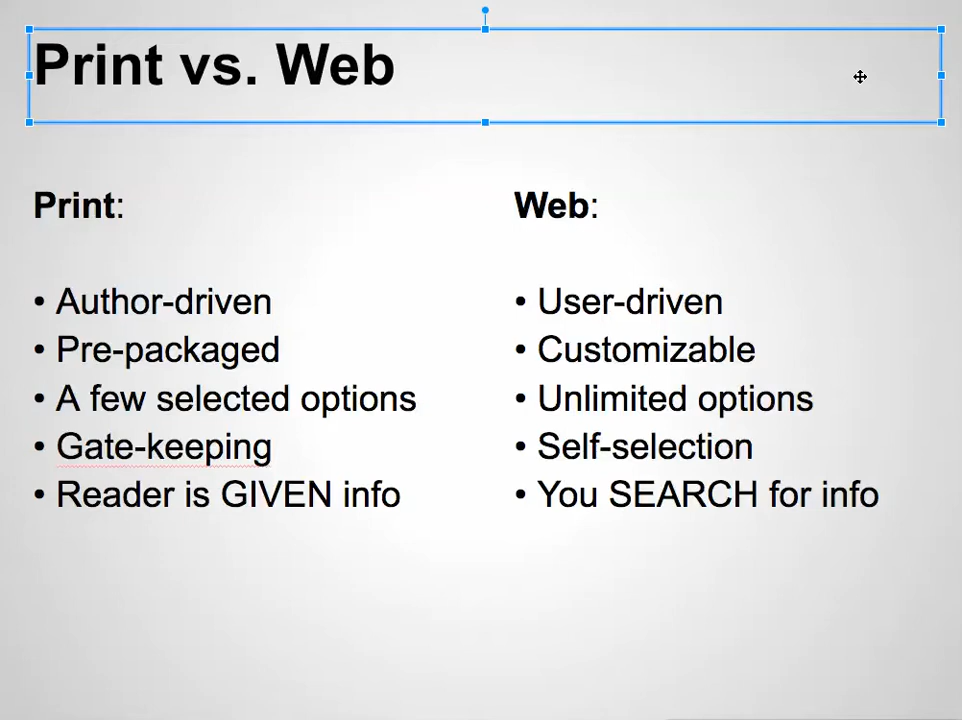 Print vs. Web
Print:
• Author-driven
• Pre-packaged
• A few selected options
• Gate-keeping
• Reader is GIVEN info
Web:
• User-driven
• Customizable
• Unlimited options
• Self-selection
• You SEARCH for info